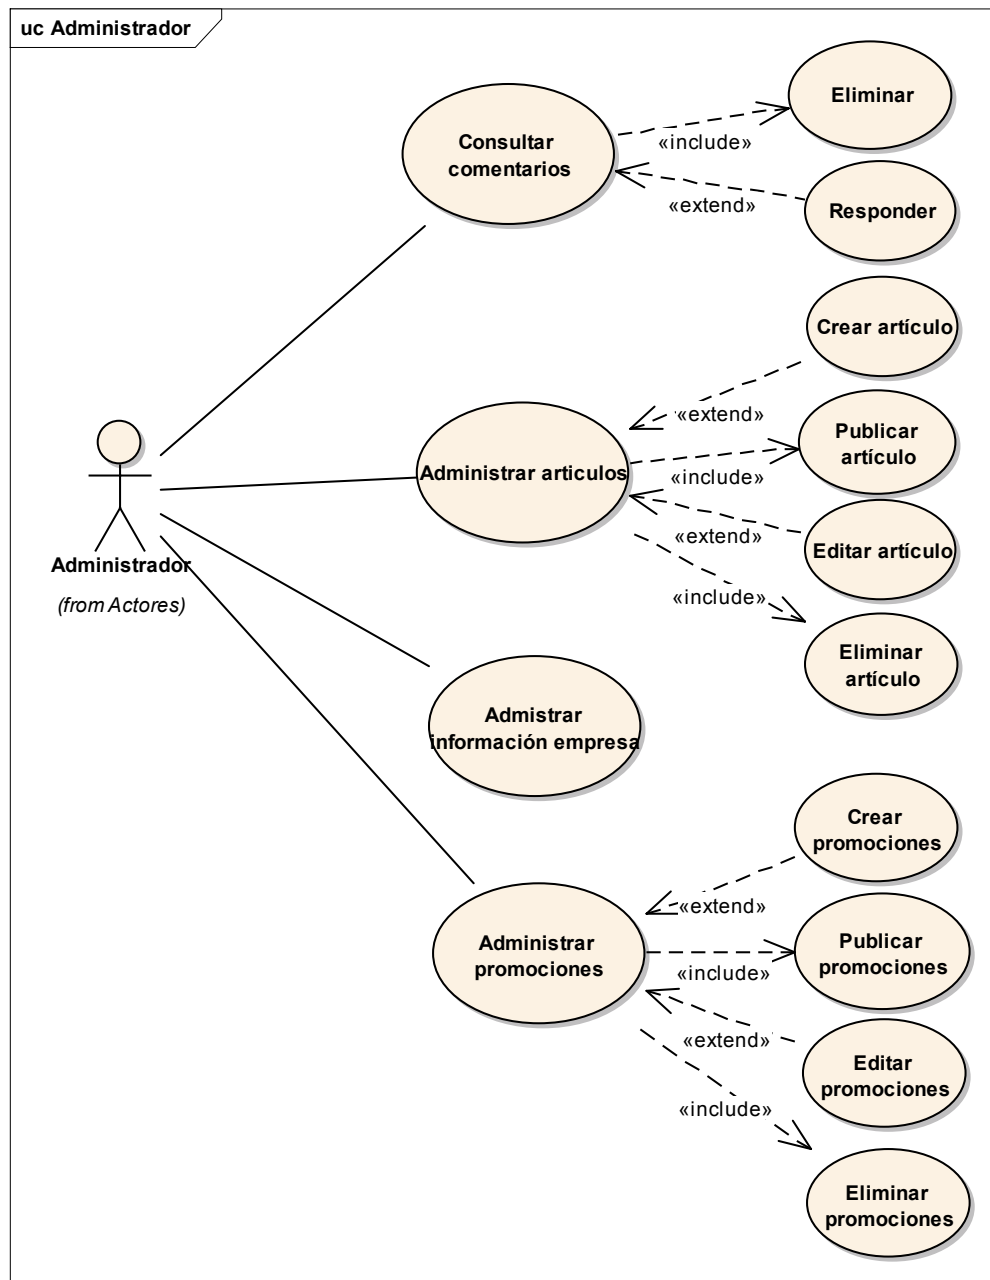 uc Administrador
Eliminar
Consultar
comentarios
«include»
Responder
«extend»
Crear artículo
«extend»
Publicar
artículo
Administrar articulos
«include»
Editar artículo
«extend»
Administrador
(from Actores)
«include»
Eliminar
artículo
Admistrar
información empresa
Crear
promociones
«extend»
Administrar
promociones
Publicar
promociones
«include»
Editar
promociones
«extend»
«include»
Eliminar
promociones